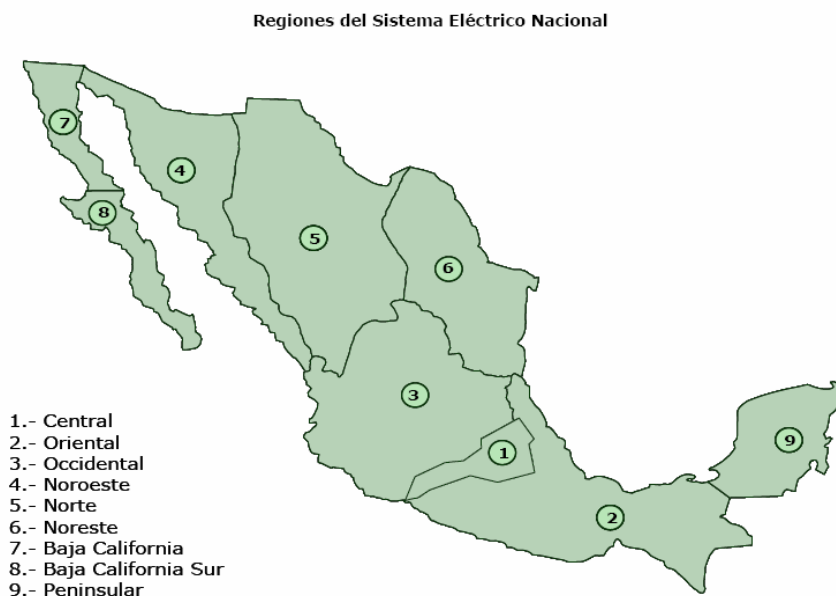 Regiones del Sistema Eléctrico Nacional
7
4
8
5
6
3
1
9
2
1.- Central
2.- Oriental
3.- Occidental
4.- Noroeste
5.- Norte
6.- Noreste
7.- Baja California
8.- Baja California Sur
9.- Peninsular